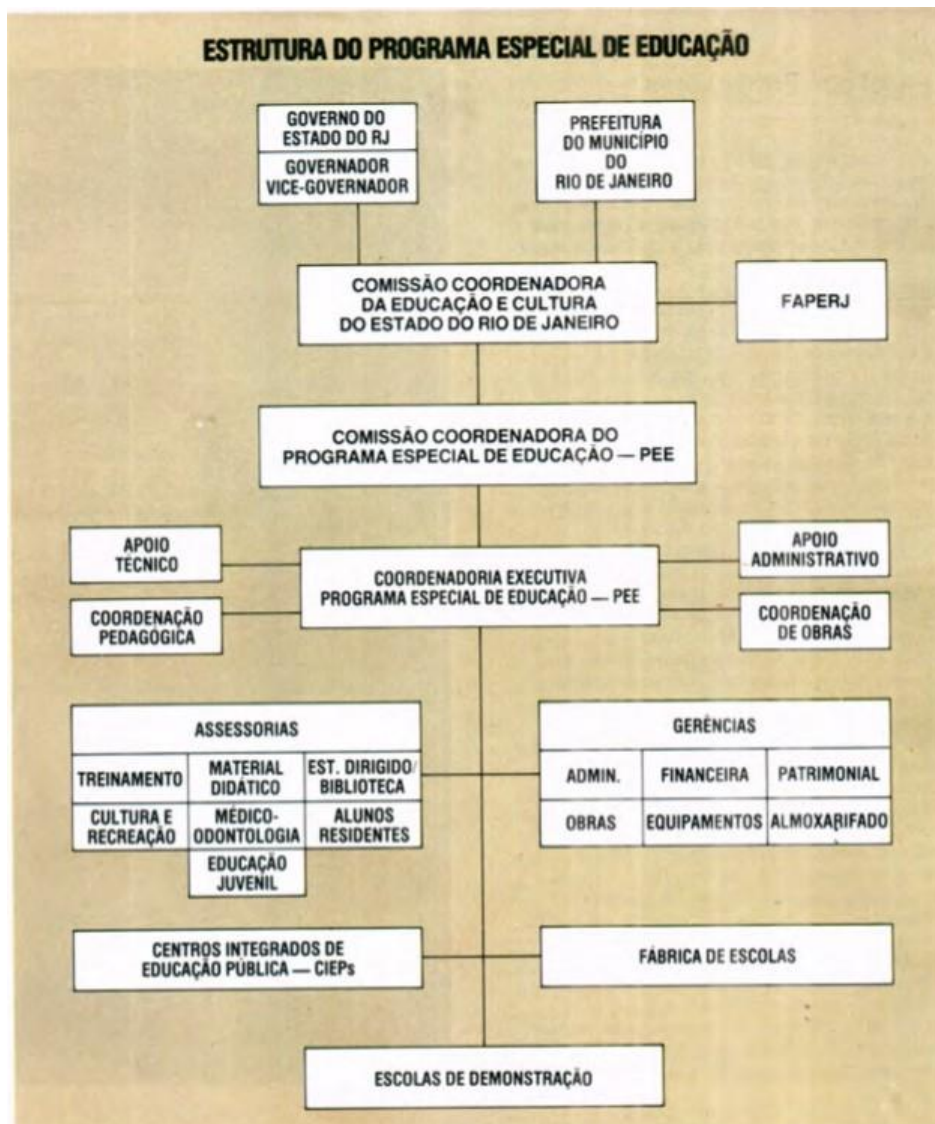 ESTRUTURA DO PROGRAMA ESPECIAL DE EDUCAÇÃO
GOVERNO DO
ESTADO DO RJ
GOVERNADOR
VICE-GOVERNADOR
PREFEITURA
DO MUNICÍPIO
DO
RIO DE JANEIRO
COMISSÃO COORDENADORA
DA EDUCAÇÃO E CULTURA
DO ESTADO DO RIO DE JANEIRO
FAPERJ
COMISSÃO COORDENADORA DO
PROGRAMA ESPECIAL DE EDUCAÇÃO — PEE
APOIO
TÉCNICO
COORDENADORIA EXECUTIVA
PROGRAMA ESPECIAL DE EDUCAÇÃO — PEE
APOIO
ADMINISTRATIVO
COORDENAÇÃO
PEDAGÓGICA
COORDENAÇÃO
DE OBRAS
ASSESSORIAS
TREINAMENTO
MATERIAL
DIDÁTICO
EST. DIRIGIDO/
BIBLIOTECA
CULTURA E
RECREAÇÃO
MÉDICO-
ODONTOLOGIA
ALUNOS
RESIDENTES
EDUCAÇÃO
JUVENIL
GERÊNCIAS
ADMIN.
FINANCEIRA
PATRIMONIAL
OBRAS
EQUIPAMENTOS
ALMOXARIFADO
CENTROS INTEGRADOS DE
EDUCAÇÃO PÚBLICA — CIEPs
FÁBRICA DE ESCOLAS
ESCOLAS DE DEMONSTRAÇÃO